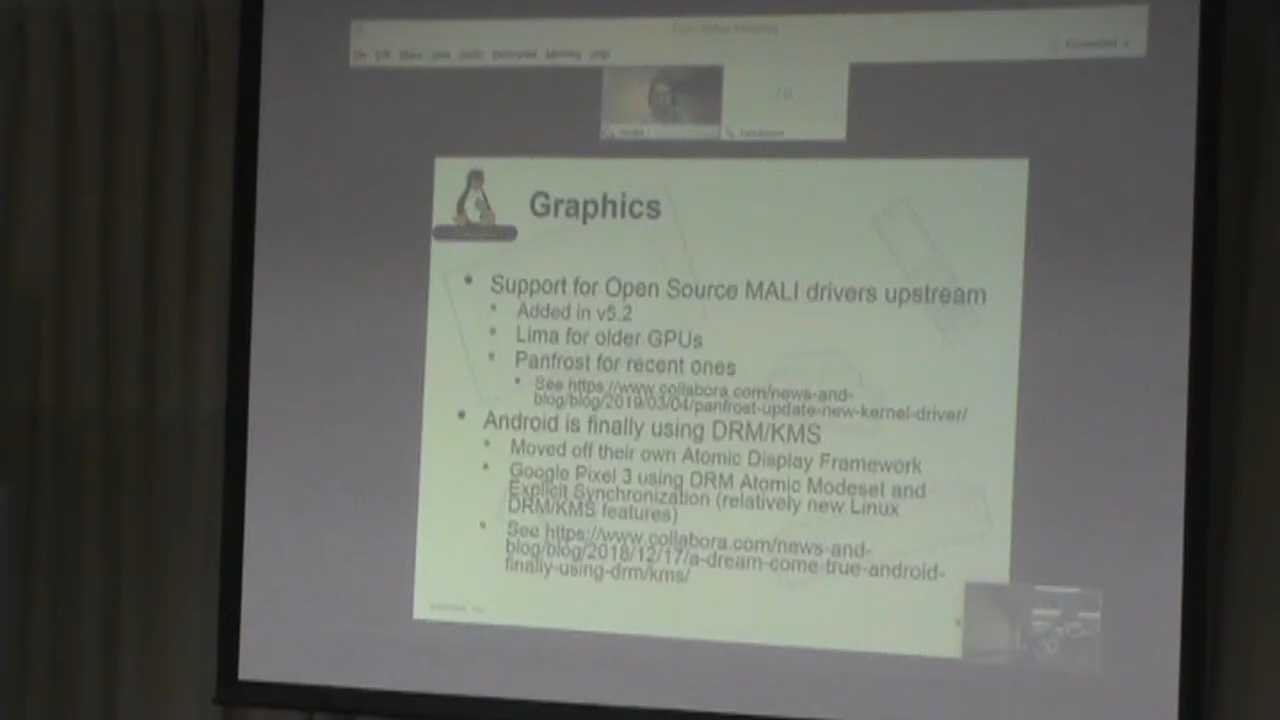 Graphics
Support for Open Source MALI drivers upstream
Added in v5.2
Lima for older GPUs
Panfrost for recent ones
See https://www.collabora.com/news-and-
blog/blog/2019/03/04/panfrost-update-new-kernel-driver/
Android is finally using DRM/KMS
Moved off their own Atomic Display Framework
Google Pixel 3 using DRM Atomic Modeset and
Explicit Synchronization (relatively new Linux
DRM/KMS features)
See https://www.collabora.com/news-and-
blog/blog/2018/12/17/a-dream-come-true-android-
finally-using-drm/kms/